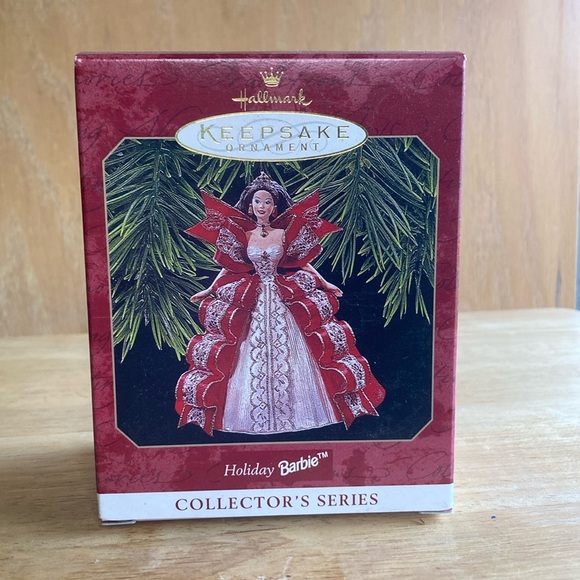 Hallmark
KEEPSAKE
ORNAMENT
Holiday Barbie™
COLLECTOR'S SERIES